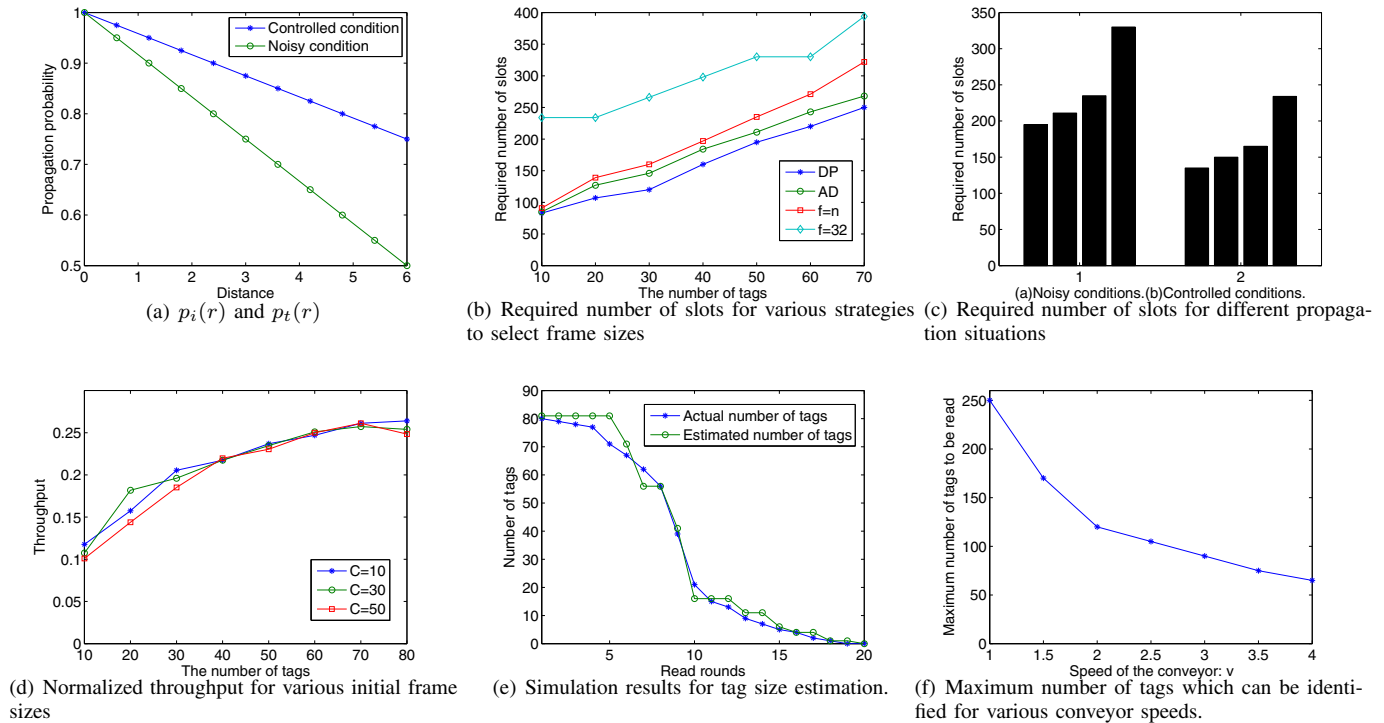 1
0.9
0.8
0.7
0.6
0.5
Propagation probability
Controlled condition
Noisy condition
0 1 2 3 4 5 6
Distance
(a) p_i(r) and p_t(r)
400
350
300
250
200
150
100
50
0
Required number of slots
DP
AD
f=n
f=32
10 20 30 40 50 60 70
The number of tags
(b) Required number of slots for various strategies
to select frame sizes
350
300
250
200
150
100
50
0
Required number of slots
1 2
(a)Noisy conditions.(b)Controlled conditions.
(c) Required number of slots for different propaga-
tion situations
0.25
0.2
0.15
0.1
0.05
0
Throughput
C=10
C=30
C=50
10 20 30 40 50 60 70 80
The number of tags
(d) Normalized throughput for various initial frame
sizes
90
80
70
60
50
40
30
20
10
0
Number of tags
Actual number of tags
Estimated number of tags
5 10 15 20
Read rounds
(e) Simulation results for tag size estimation.
250
200
150
100
50
0
Maximum number of tags to be read
1 1.5 2 2.5 3 3.5 4
Speed of the conveyor: v
(f) Maximum number of tags which can be identi-
fied for various conveyor speeds.